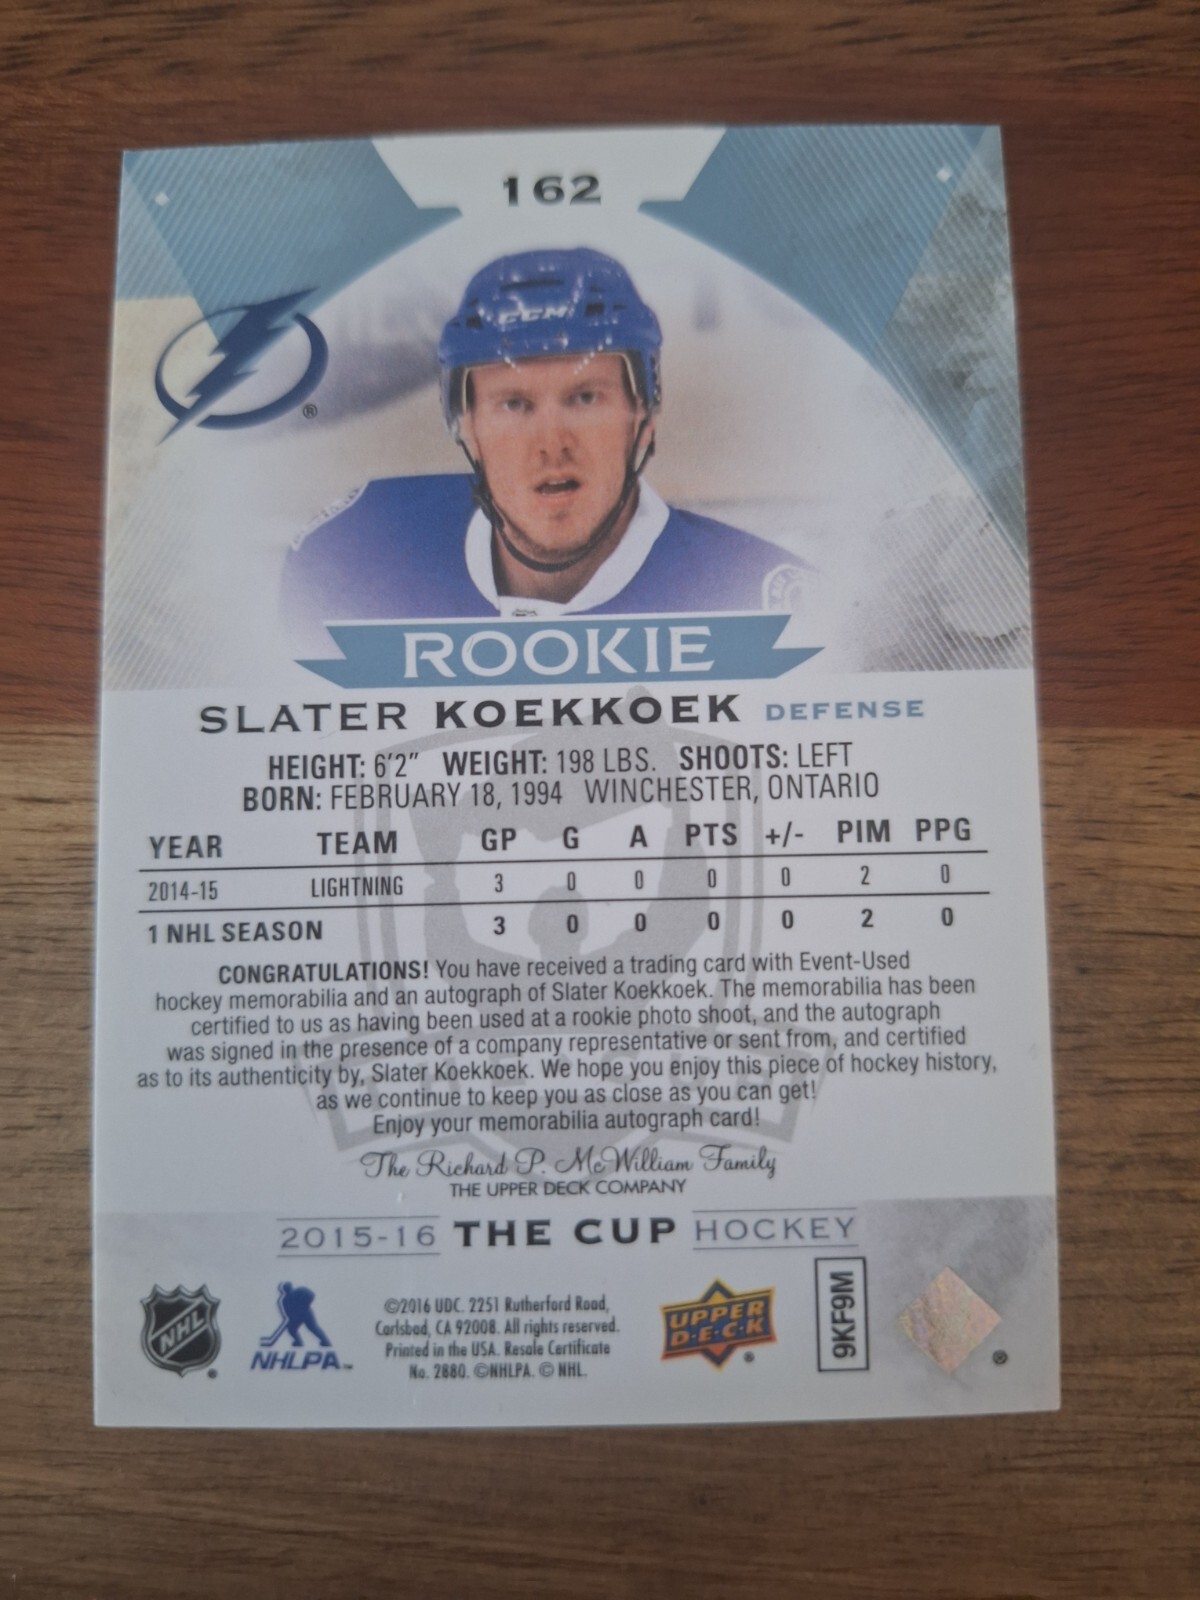 162
CCM
®
ROOKIE
SLATER KOEKKOEK DEFENSE
HEIGHT: 6'2" WEIGHT: 198 LBS. SHOOTS: LEFT
BORN: FEBRUARY 18, 1994 WINCHESTER, ONTARIO
YEAR TEAM GP G A PTS +/- PIM PPG
2014-15 LIGHTNING 3 0 0 0 0 2 0
1 NHL SEASON 3 0 0 0 0 2 0
CONGRATULATIONS! You have received a trading card with Event-Used
hockey memorabilia and an autograph of Slater Koekkoek. The memorabilia has been
certified to us as having been used at a rookie photo shoot, and the autograph
was signed in the presence of a company representative or sent from, and certified
as to its authenticity by, Slater Koekkoek. We hope you enjoy this piece of hockey history,
as we continue to keep you as close as you can get!
Enjoy your memorabilia autograph card!
The Richard P. McWilliam Family
THE UPPER DECK COMPANY
2015-16 THE CUP HOCKEY
NHL
NHLPA™
©2016 UDC. 2251 Rutherford Road,
Carlsbad, CA 92008. All rights reserved.
Printed in the USA. Resale Certificate
No. 2880. ©NHLPA. © NHL.
UPPER
D·E·C·K
9KF9M